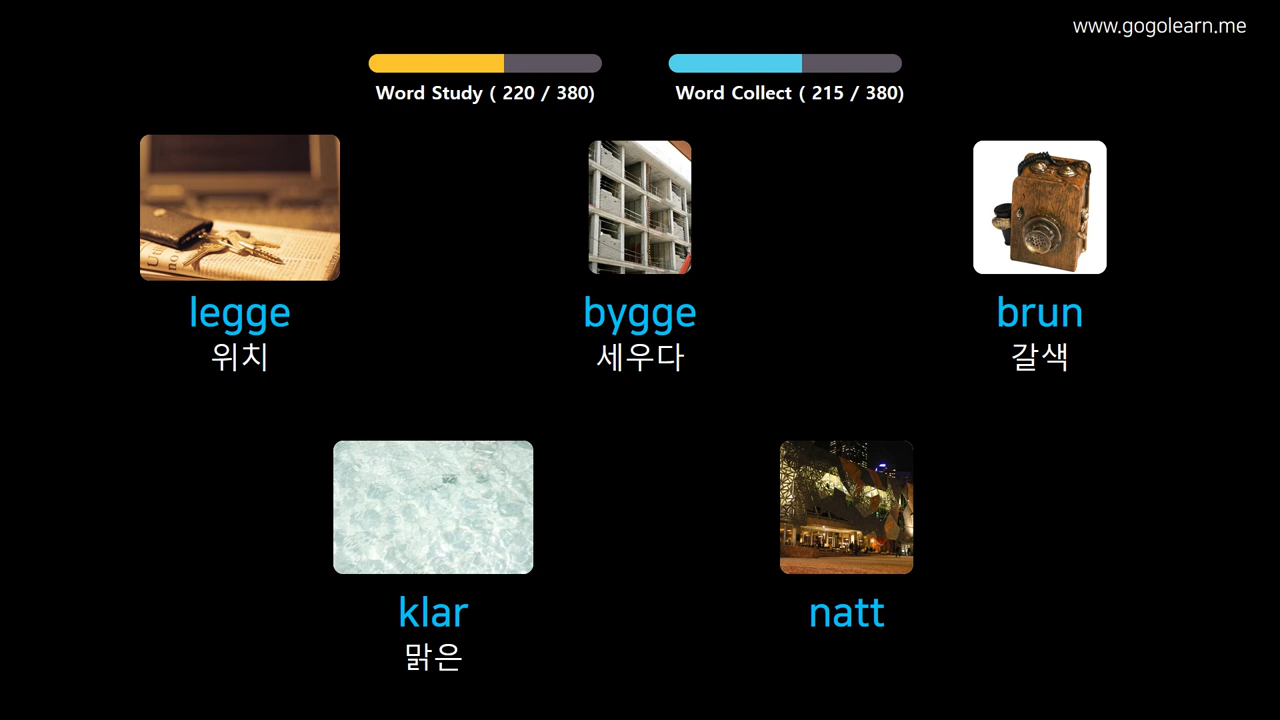 www.gogolearn.me
Word Study ( 220 / 380)
Word Collect ( 215 / 380)
legge
위치
bygge
세우다
brun
갈색
klar
맑은
natt